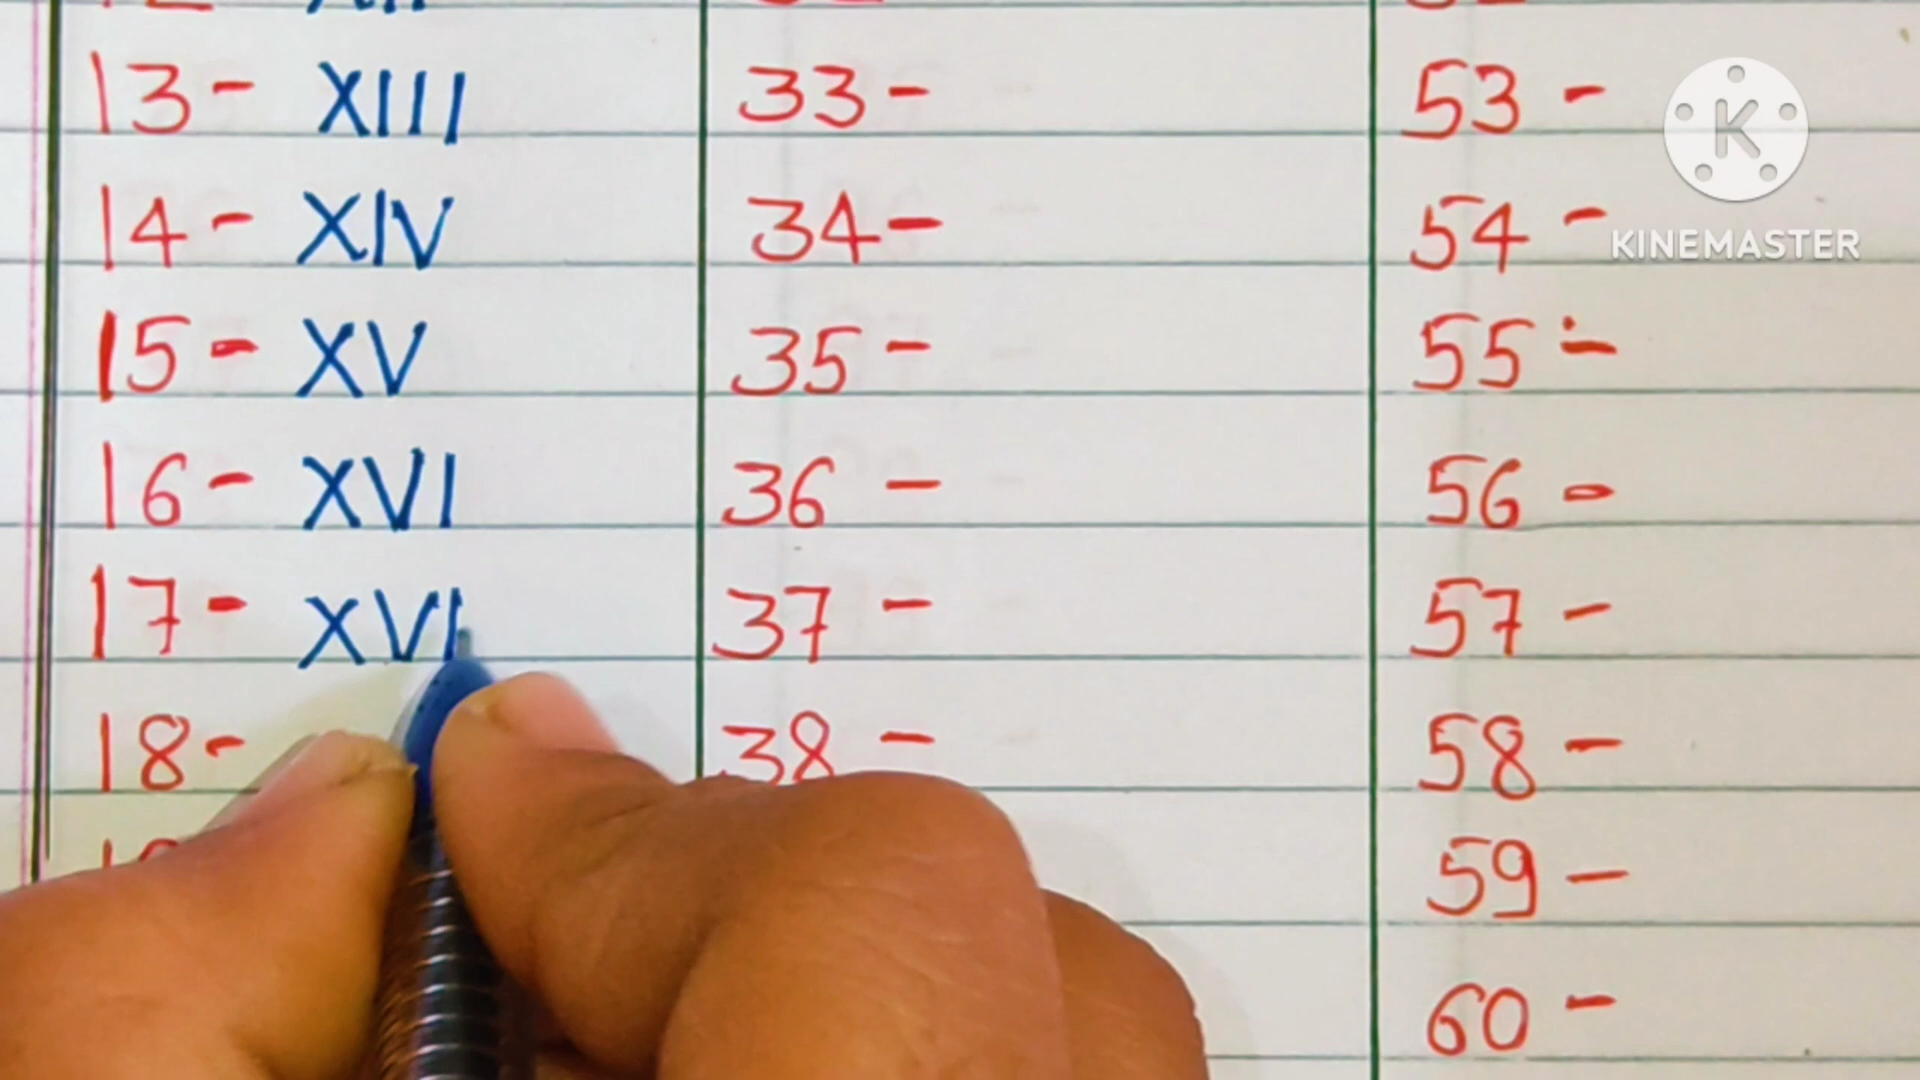 13- XIII 33- 53-
14- XIV 34- 54-
15- XV 35- 55-
16- XVI 36- 56-
17- XVI 37- 57-
18- 38- 58-
59-
60-
KINEMASTER